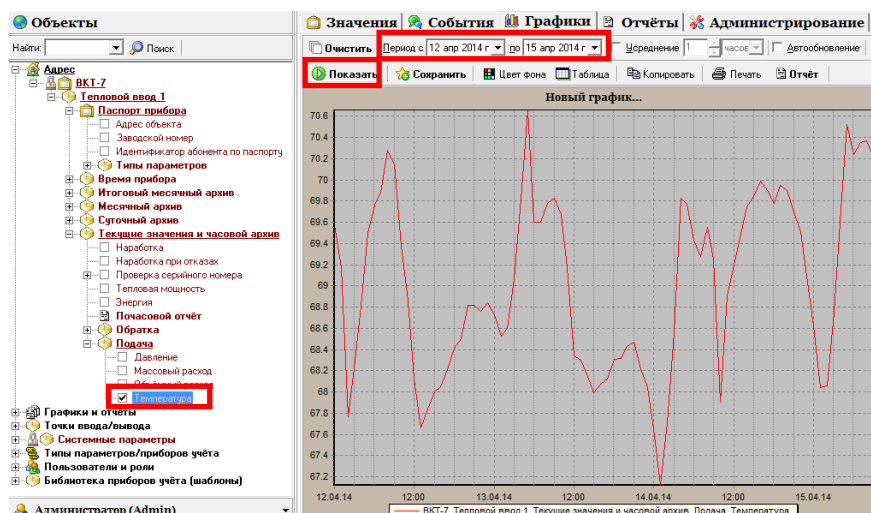 Объекты
Найти: Поиск
Адрес
ВКТ-7
Тепловой ввод 1
Паспорт прибора
Адрес объекта
Заводской номер
Идентификатор абонента по паспорту
Типы параметров
Время прибора
Итоговый месячный архив
Месячный архив
Суточный архив
Текущие значения и часовой архив
Наработка
Наработка при отказах
Проверка серийного номера
Тепловая мощность
Энергия
Почасовой отчёт
Обратка
Подача
Давление
Массовый расход
Температура
Графики и отчёты
Точки ввода/вывода
Системные параметры
Типы параметров/приборов учёта
Пользователи и роли
Библиотека приборов учёта (шаблоны)
Администратор (Admin)
Значения События Графики Отчёты Администрирование
Очистить Период с 12 апр 2014 г по 15 апр 2014 г Усреднение 1 часов Автообновление
Показать Сохранить Цвет фона Таблица Копировать Печать Отчёт
Новый график...
70.6
70.4
70.2
70
69.8
69.6
69.4
69.2
69
68.8
68.6
68.4
68.2
68
67.8
67.6
67.4
67.2
12.04.14 12:00 13.04.14 12:00 14.04.14 12:00 15.04.14
ВКТ-7, Тепловой ввод 1, Текущие значения и часовой архив, Подача, Температура